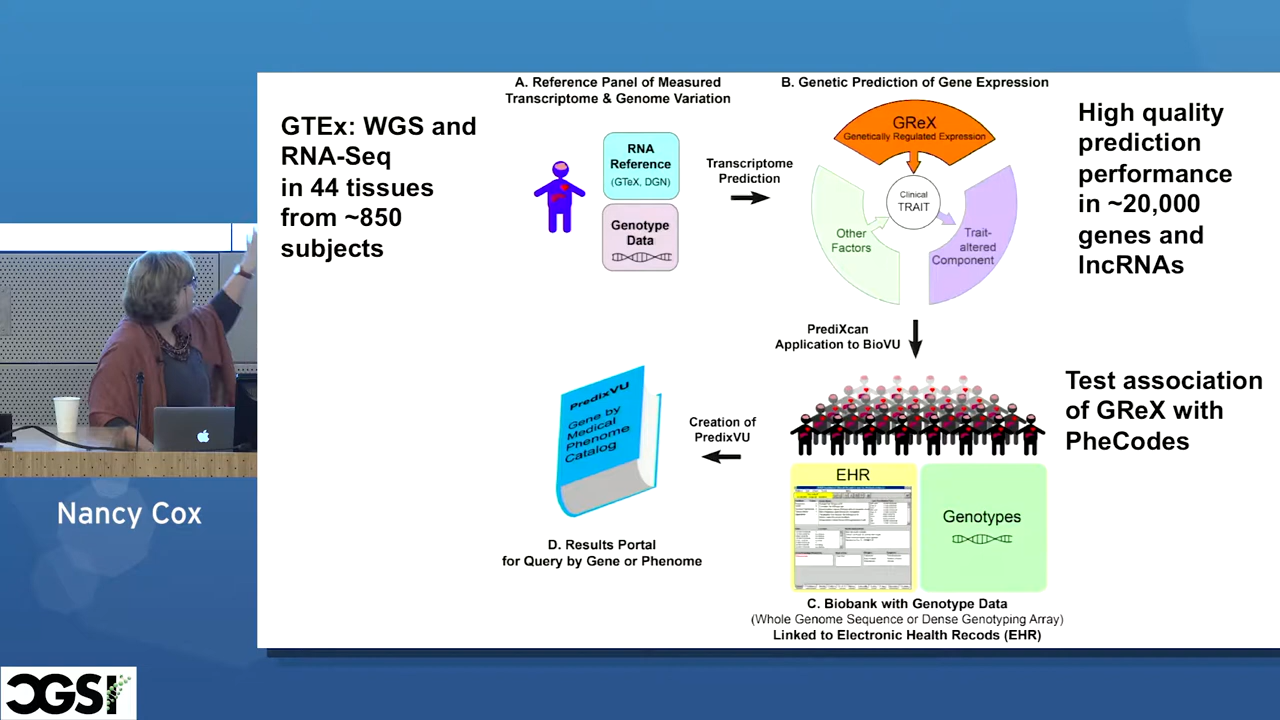 A. Reference Panel of Measured
Transcriptome & Genome Variation
B. Genetic Prediction of Gene Expression
GTEx: WGS and
RNA-Seq
in 44 tissues
from ~850
subjects
RNA
Reference
(GTeX, DGN)
Genotype
Data
Transcriptome
Prediction
GReX
Genetically Regulated Expression
Clinical
TRAIT
Other
Factors
Trait-
altered
Component
High quality
prediction
performance
in ~20,000
genes and
lncRNAs
PrediXcan
Application to BioVU
Test association
of GReX with
PheCodes
PredixVU
Gene by
Medical
Phenome
Catalog
Creation of
PredixVU
EHR
Genotypes
D. Results Portal
for Query by Gene or Phenome
C. Biobank with Genotype Data
(Whole Genome Sequence or Dense Genotyping Array)
Linked to Electronic Health Recods (EHR)
Nancy Cox
CGSI